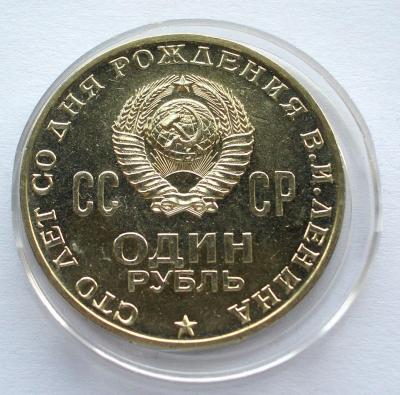 СТО ЛЕТ СО ДНЯ РОЖДЕНИЯ В.И.ЛЕНИНА
СС СР
ОДИН
РУБЛЬ